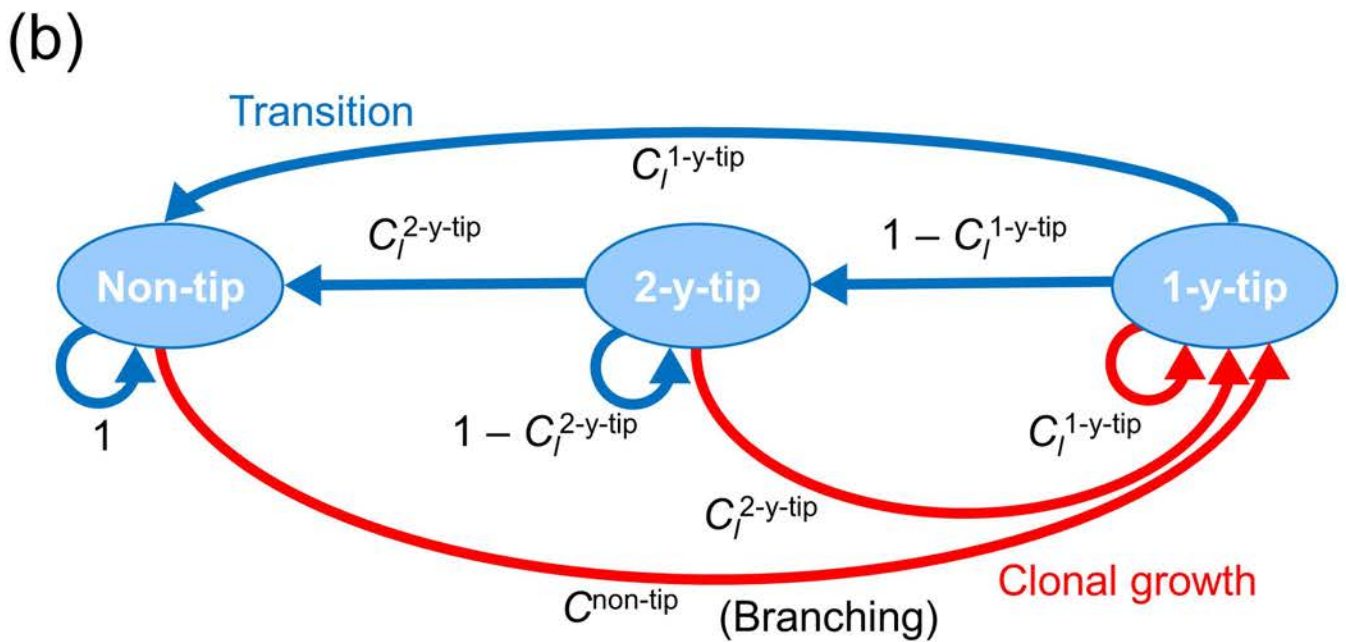 (b)
Transition
C_l^{1-y-tip}
C_l^{2-y-tip}
1 – C_l^{1-y-tip}
Non-tip
2-y-tip
1-y-tip
1
1 – C_l^{2-y-tip}
C_l^{1-y-tip}
C_l^{2-y-tip}
Clonal growth
C^{non-tip} (Branching)